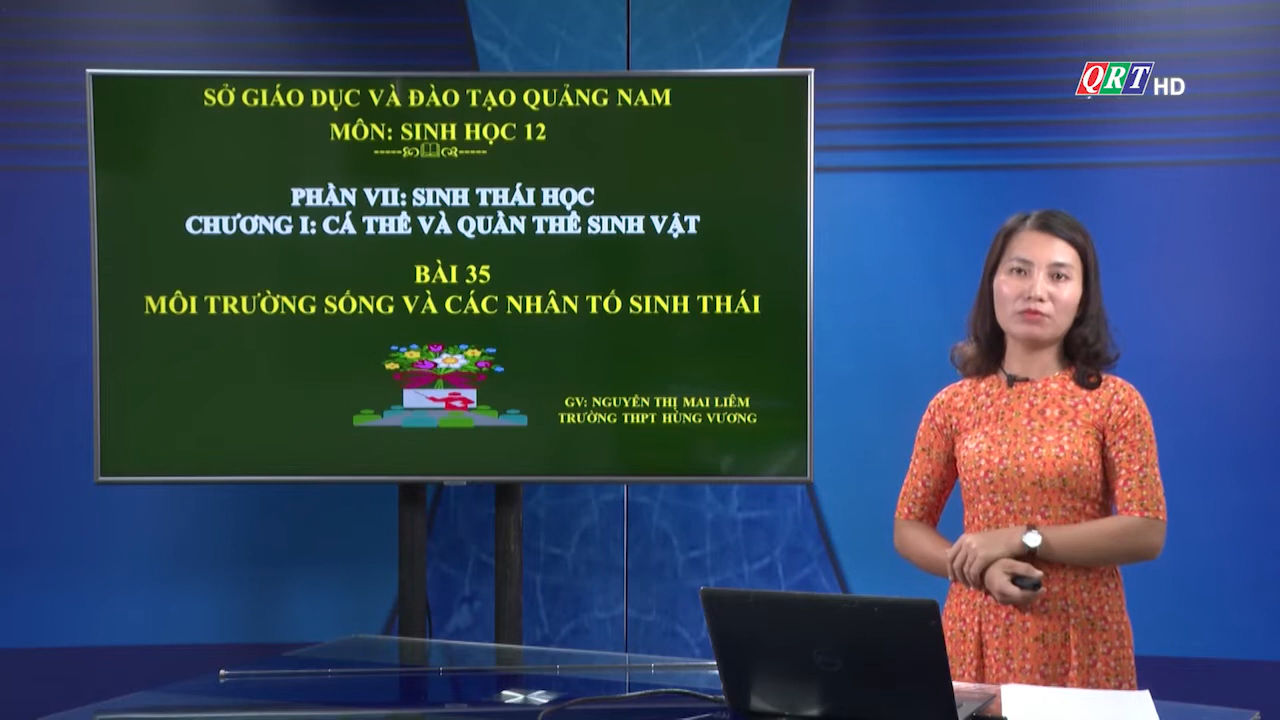 SỞ GIÁO DỤC VÀ ĐÀO TẠO QUẢNG NAM
MÔN: SINH HỌC 12
PHẦN VII: SINH THÁI HỌC
CHƯƠNG I: CÁ THỂ VÀ QUẦN THỂ SINH VẬT
BÀI 35
MÔI TRƯỜNG SỐNG VÀ CÁC NHÂN TỐ SINH THÁI
GV: NGUYỄN THỊ MAI LIÊM
TRƯỜNG THPT HÙNG VƯƠNG
QRT HD
DELL